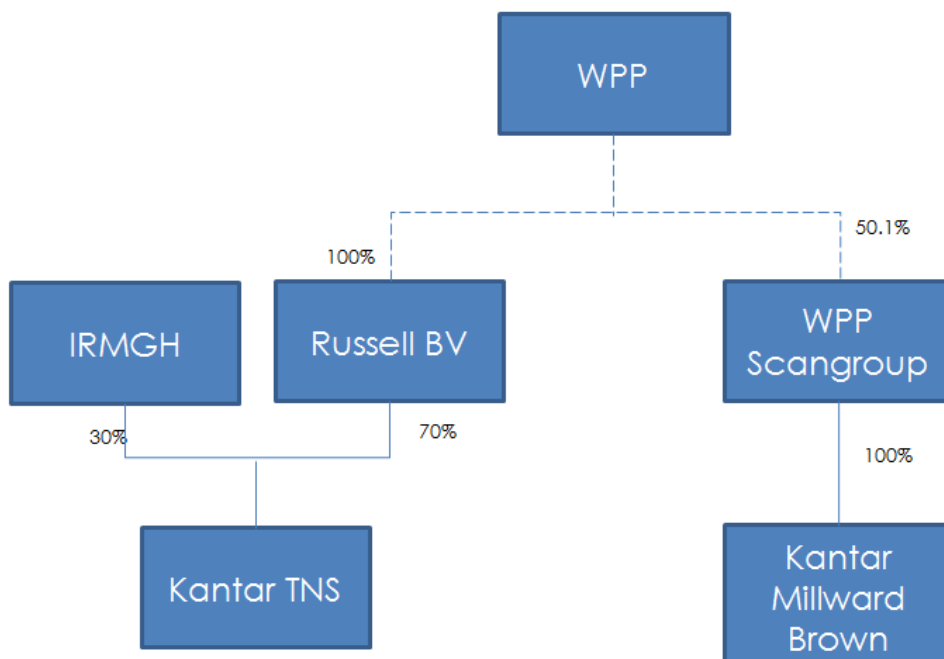 WPP
50.1%
100%
IRMGH
Russell BV
WPP
Scangroup
30%
70%
100%
Kantar TNS
Kantar
Millward
Brown